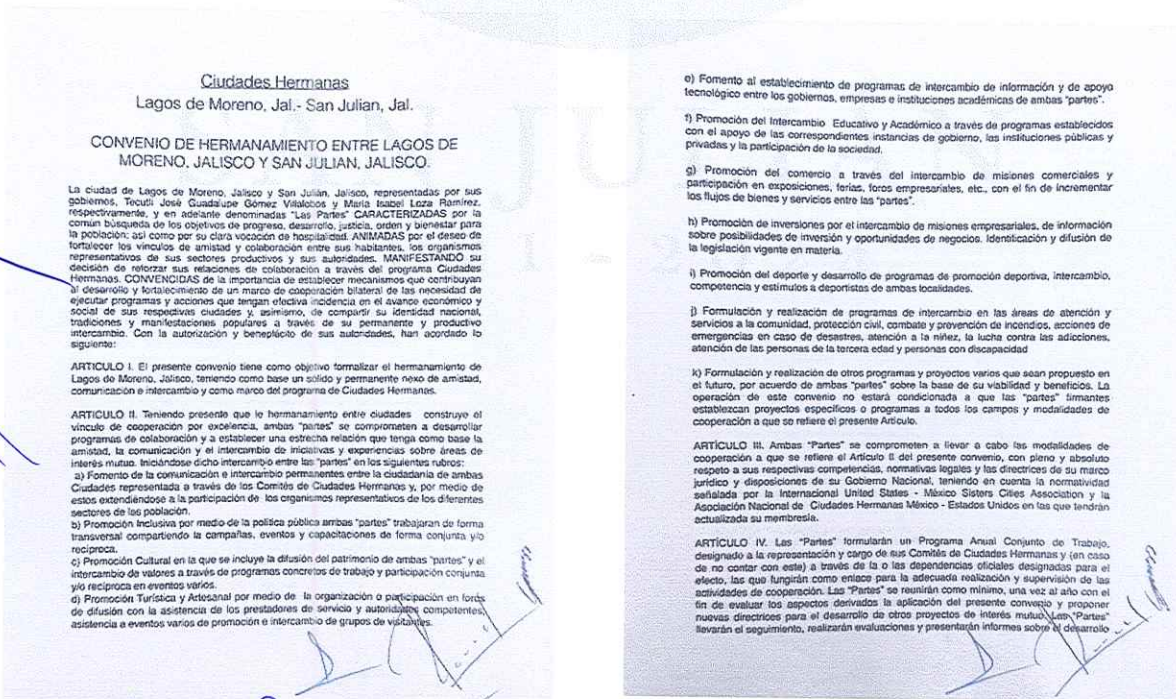 Ciudades Hermanas
Lagos de Moreno, Jal.- San Julian, Jal.
CONVENIO DE HERMANAMIENTO ENTRE LAGOS DE
MORENO, JALISCO Y SAN JULIAN, JALISCO.
La ciudad de Lagos de Moreno, Jalisco y San Julián, Jalisco, representadas por sus
gobiernos, Tecutli José Guadalupe Gómez Villalobos y María Isabel Loza Ramírez,
respectivamente, y en adelante denominadas "Las Partes" CARACTERIZADAS por la
común búsqueda de los objetivos de progreso, desarrollo, justicia, orden y bienestar para
la población; así como por su clara vocación de hospitalidad. ANIMADAS por el deseo de
fortalecer los vínculos de amistad y colaboración entre sus habitantes, los organismos
representativos de sus sectores productivos y sus autoridades. MANIFESTANDO su
decisión de reforzar sus relaciones de colaboración a través del programa Ciudades
Hermanas. CONVENCIDAS de la importancia de establecer mecanismos que contribuyan
al desarrollo y fortalecimiento de un marco de cooperación bilateral de las necesidad de
ejecutar programas y acciones que tengan efectiva incidencia en el avance económico y
social de sus respectivas ciudades y, asimismo, de compartir su identidad nacional,
tradiciones y manifestaciones populares a través de su permanente y productivo
intercambio. Con la autorización y beneplácito de sus autoridades, han acordado lo
siguiente:
ARTICULO I. El presente convenio tiene como objetivo formalizar el hermanamiento de
Lagos de Moreno, Jalisco, teniendo como base un solido y permanente nexo de amistad,
comunicación e intercambio y como marco del programa de Ciudades Hermanas.
ARTICULO II. Teniendo presente que le hermanamiento entre ciudades construye el
vínculo de cooperación por excelencia, ambas "partes" se comprometen a desarrollar
programas de colaboración y a establecer una estrecha relación que tenga como base la
amistad, la comunicación y el intercambio de iniciativas y experiencias sobre áreas de
interés mutuo. Iniciándose dicho intercambio entre las "partes" en los siguientes rubros:
a) Fomento de la comunicación e intercambio permanentes entre la ciudadanía de ambas
Ciudades representada a través de los Comités de Ciudades Hermanas y, por medio de
estos extendiéndose a la participación de los organismos representativos de los diferentes
sectores de las población.
b) Promoción Inclusiva por medio de la política pública ambas "partes" trabajaran de forma
transversal compartiendo la campañas, eventos y capacitaciones de forma conjunta y/o
reciproca.
c) Promoción Cultural en la que se incluye la difusión del patrimonio de ambas "partes" y el
intercambio de valores a través de programas concretos de trabajo y participación conjunta
y/o reciproca en eventos varios.
d) Promoción Turística y Artesanal por medio de la organización o participación en foros
de difusión con la asistencia de los prestadores de servicio y autoridades competentes,
asistencia a eventos varios de promoción e intercambio de grupos de visitantes.
e) Fomento al establecimiento de programas de intercambio de información y de apoyo
tecnológico entre los gobiernos, empresas e instituciones académicas de ambas "partes".
f) Promoción del Intercambio Educativo y Académico a través de programas establecidos
con el apoyo de las correspondientes instancias de gobierno, las instituciones públicas y
privadas y la participación de la sociedad.
g) Promoción del comercio a través del intercambio de misiones comerciales y
participación en exposiciones, ferias, foros empresariales, etc., con el fin de incrementar
los flujos de bienes y servicios entre las "partes".
h) Promoción de inversiones por el intercambio de misiones empresariales, de información
sobre posibilidades de inversión y oportunidades de negocios. Identificación y difusión de
la legislación vigente en materia.
i) Promoción del deporte y desarrollo de programas de promoción deportiva, intercambio,
competencia y estímulos a deportistas de ambas localidades.
j) Formulación y realización de programas de intercambio en las áreas de atención y
servicios a la comunidad, protección civil, combate y prevención de incendios, acciones de
emergencias en caso de desastres, atención a la niñez, la lucha contra las adicciones,
atención de las personas de la tercera edad y personas con discapacidad
k) Formulación y realización de otros programas y proyectos varios que sean propuesto en
el futuro, por acuerdo de ambas "partes" sobre la base de su viabilidad y beneficios. La
operación de este convenio no estará condicionada a que las "partes" firmantes
establezcan proyectos específicos o programas a todos los campos y modalidades de
cooperación a que se refiere el presente Articulo.
ARTÍCULO III. Ambas "Partes" se comprometen a llevar a cabo las modalidades de
cooperación a que se refiere el Artículo II del presente convenio, con pleno y absoluto
respeto a sus respectivas competencias, normativas legales y las directrices de su marco
jurídico y disposiciones de su Gobierno Nacional, teniendo en cuenta la normatividad
señalada por la Internacional United States - México Sisters Cities Association y la
Asociación Nacional de Ciudades Hermanas México - Estados Unidos en las que tendrán
actualizada su membresía.
ARTÍCULO IV. Las "Partes" formularán un Programa Anual Conjunto de Trabajo,
designado a la representación y cargo de sus Comités de Ciudades Hermanas y (en caso
de no contar con este) a través de la o las dependencias oficiales designadas para el
efecto, las que fungirán como enlace para la adecuada realización y supervisión de las
actividades de cooperación. Las "Partes" se reunirán como mínimo, una vez al año con el
fin de evaluar los aspectos derivados la aplicación del presente convenio y proponer
nuevas directrices para el desarrollo de otros proyectos de interés mutuo. Las "Partes"
llevarán el seguimiento, realizarán evaluaciones y presentarán informes sobre el desarrollo